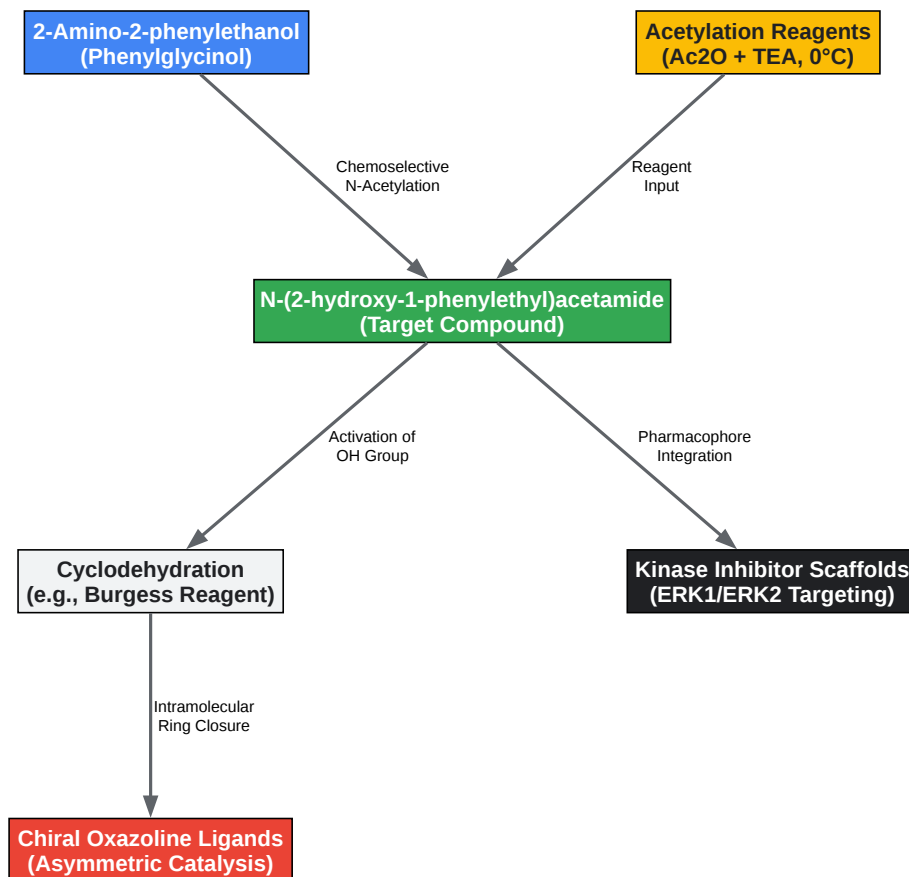 2-Amino-2-phenylethanol
(Phenylglycinol)
Acetylation Reagents
(Ac2O + TEA, 0°C)
Chemoselective
N-Acetylation
Reagent
Input
N-(2-hydroxy-1-phenylethyl)acetamide
(Target Compound)
Activation of
OH Group
Pharmacophore
Integration
Cyclodehydration
(e.g., Burgess Reagent)
Kinase Inhibitor Scaffolds
(ERK1/ERK2 Targeting)
Intramolecular
Ring Closure
Chiral Oxazoline Ligands
(Asymmetric Catalysis)